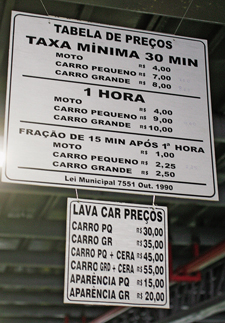 TABELA DE PREÇOS
TAXA MÍNIMA 30 MIN
MOTO R$ 4,00
CARRO PEQUENO R$ 7,00
CARRO GRANDE R$ 8,00
1 HORA
MOTO R$ 4,00
CARRO PEQUENO R$ 9,00
CARRO GRANDE R$ 10,00
FRAÇÃO DE 15 MIN APÓS 1ª HORA
MOTO R$ 1,00
CARRO PEQUENO R$ 2,25
CARRO GRANDE R$ 2,50
Lei Municipal 7551 Out. 1990
LAVA CAR PREÇOS
CARRO PQ R$ 30,00
CARRO GR R$ 35,00
CARRO PQ + CERA R$ 45,00
CARRO GRD + CERA R$ 55,00
APARÊNCIA PQ R$ 15,00
APARÊNCIA GR R$ 20,00